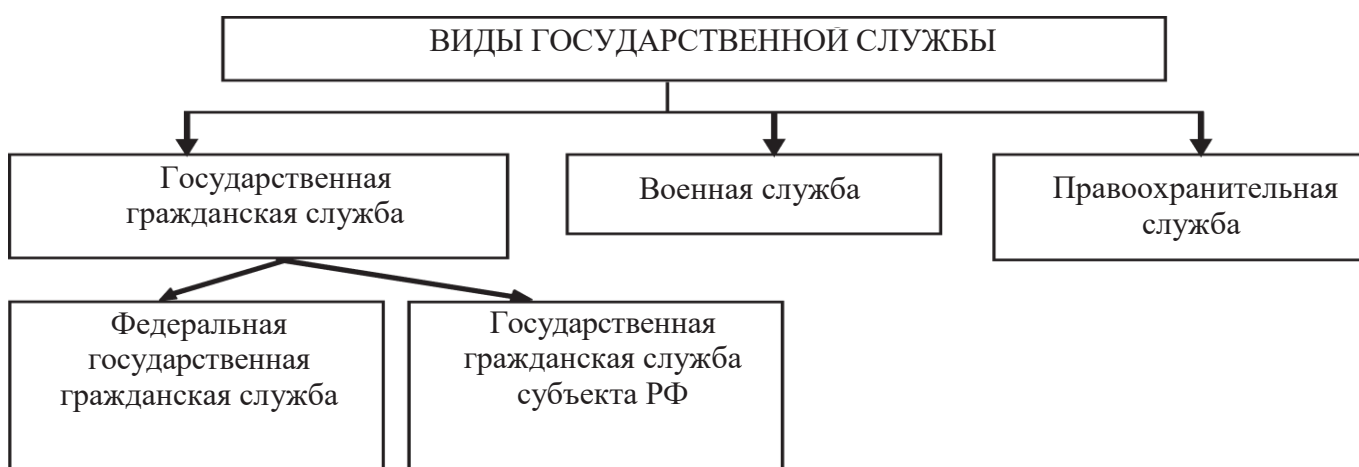 ВИДЫ ГОСУДАРСТВЕННОЙ СЛУЖБЫ
Государственная
гражданская служба
Военная служба
Правоохранительная
служба
Федеральная
государственная
гражданская служба
Государственная
гражданская служба
субъекта РФ